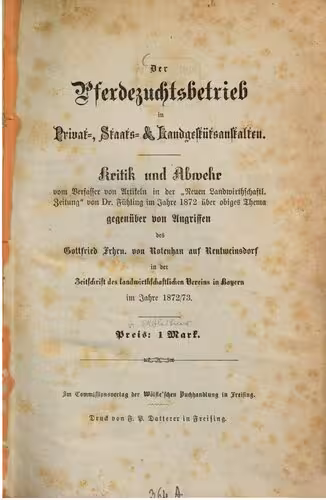 Der
Pferdezuchtsbetrieb
in
Privat-, Staats- & Landgestütsanstalten.
Kritik und Abwehr
vom Verfasser von Artikeln in der „Neuen Landwirthschaftl.
Zeitung" von Dr. Fühling im Jahre 1872 über obiges Thema
gegenüber von Angriffen
des
Gottfried Frhrn. von Rotenhan auf Rentweinsdorf
in der
Zeitschrift des landwirthschaftlichen Vereins in Bayern
im Jahre 1872/73.
Preis: 1 Mark.
Im Commissionsverlag der Wölfle'schen Buchhandlung in Freising.
Druck von F. P. Datterer in Freising.
364 A.